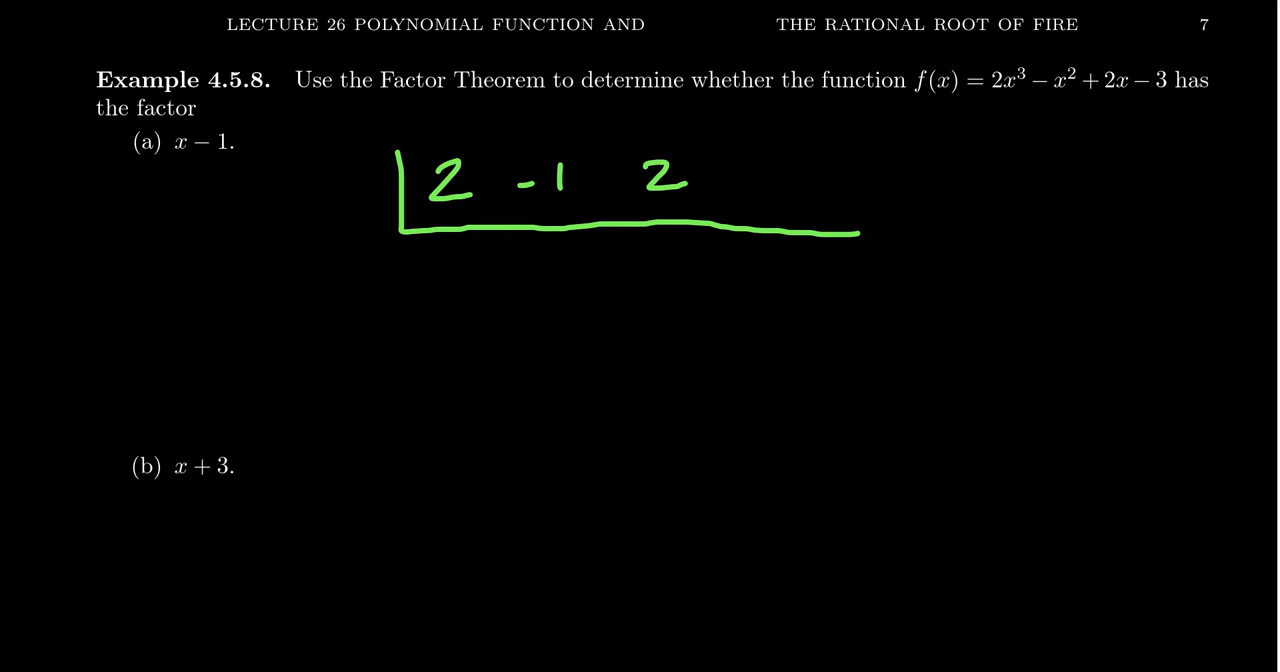 LECTURE 26 POLYNOMIAL FUNCTION AND THE RATIONAL ROOT OF FIRE 7
Example 4.5.8. Use the Factor Theorem to determine whether the function f(x) = 2x³ − x² + 2x − 3 has
the factor
(a) x − 1.
2 -1 2
(b) x + 3.